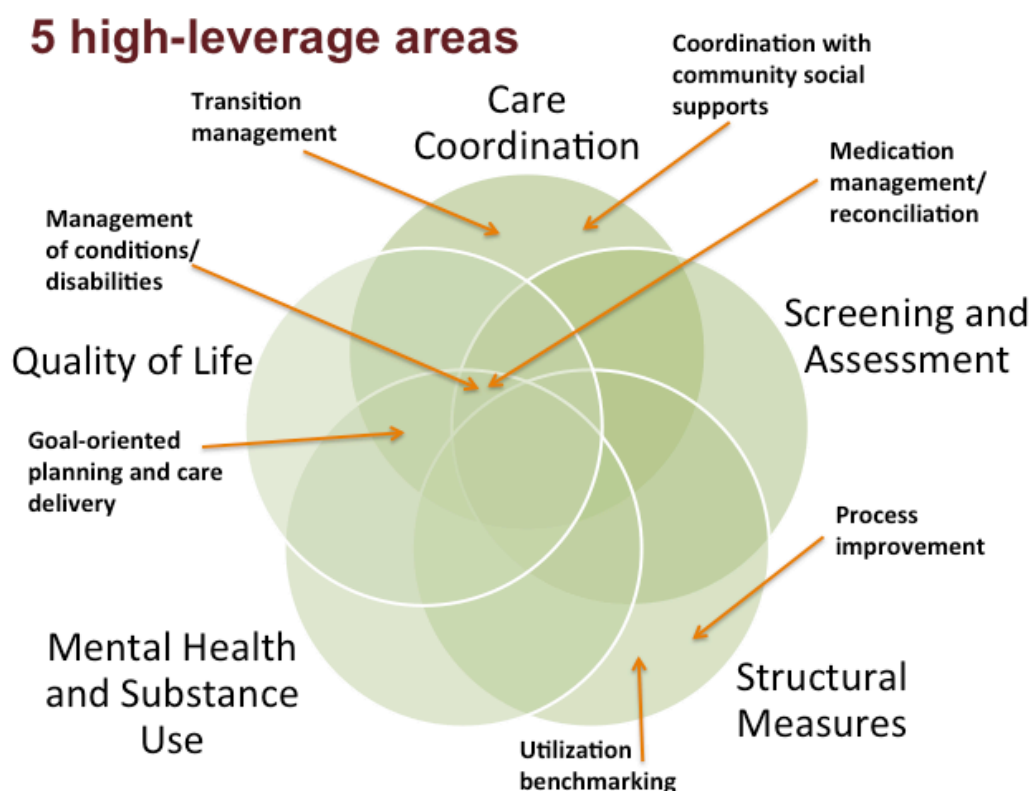 5 high-leverage areas
Coordination with
community social
supports
Transition
management
Care
Coordination
Medication
management/
reconciliation
Management
of conditions/
disabilities
Screening and
Assessment
Quality of Life
Goal-oriented
planning and care
delivery
Process
improvement
Mental Health
and Substance
Use
Structural
Measures
Utilization
benchmarking